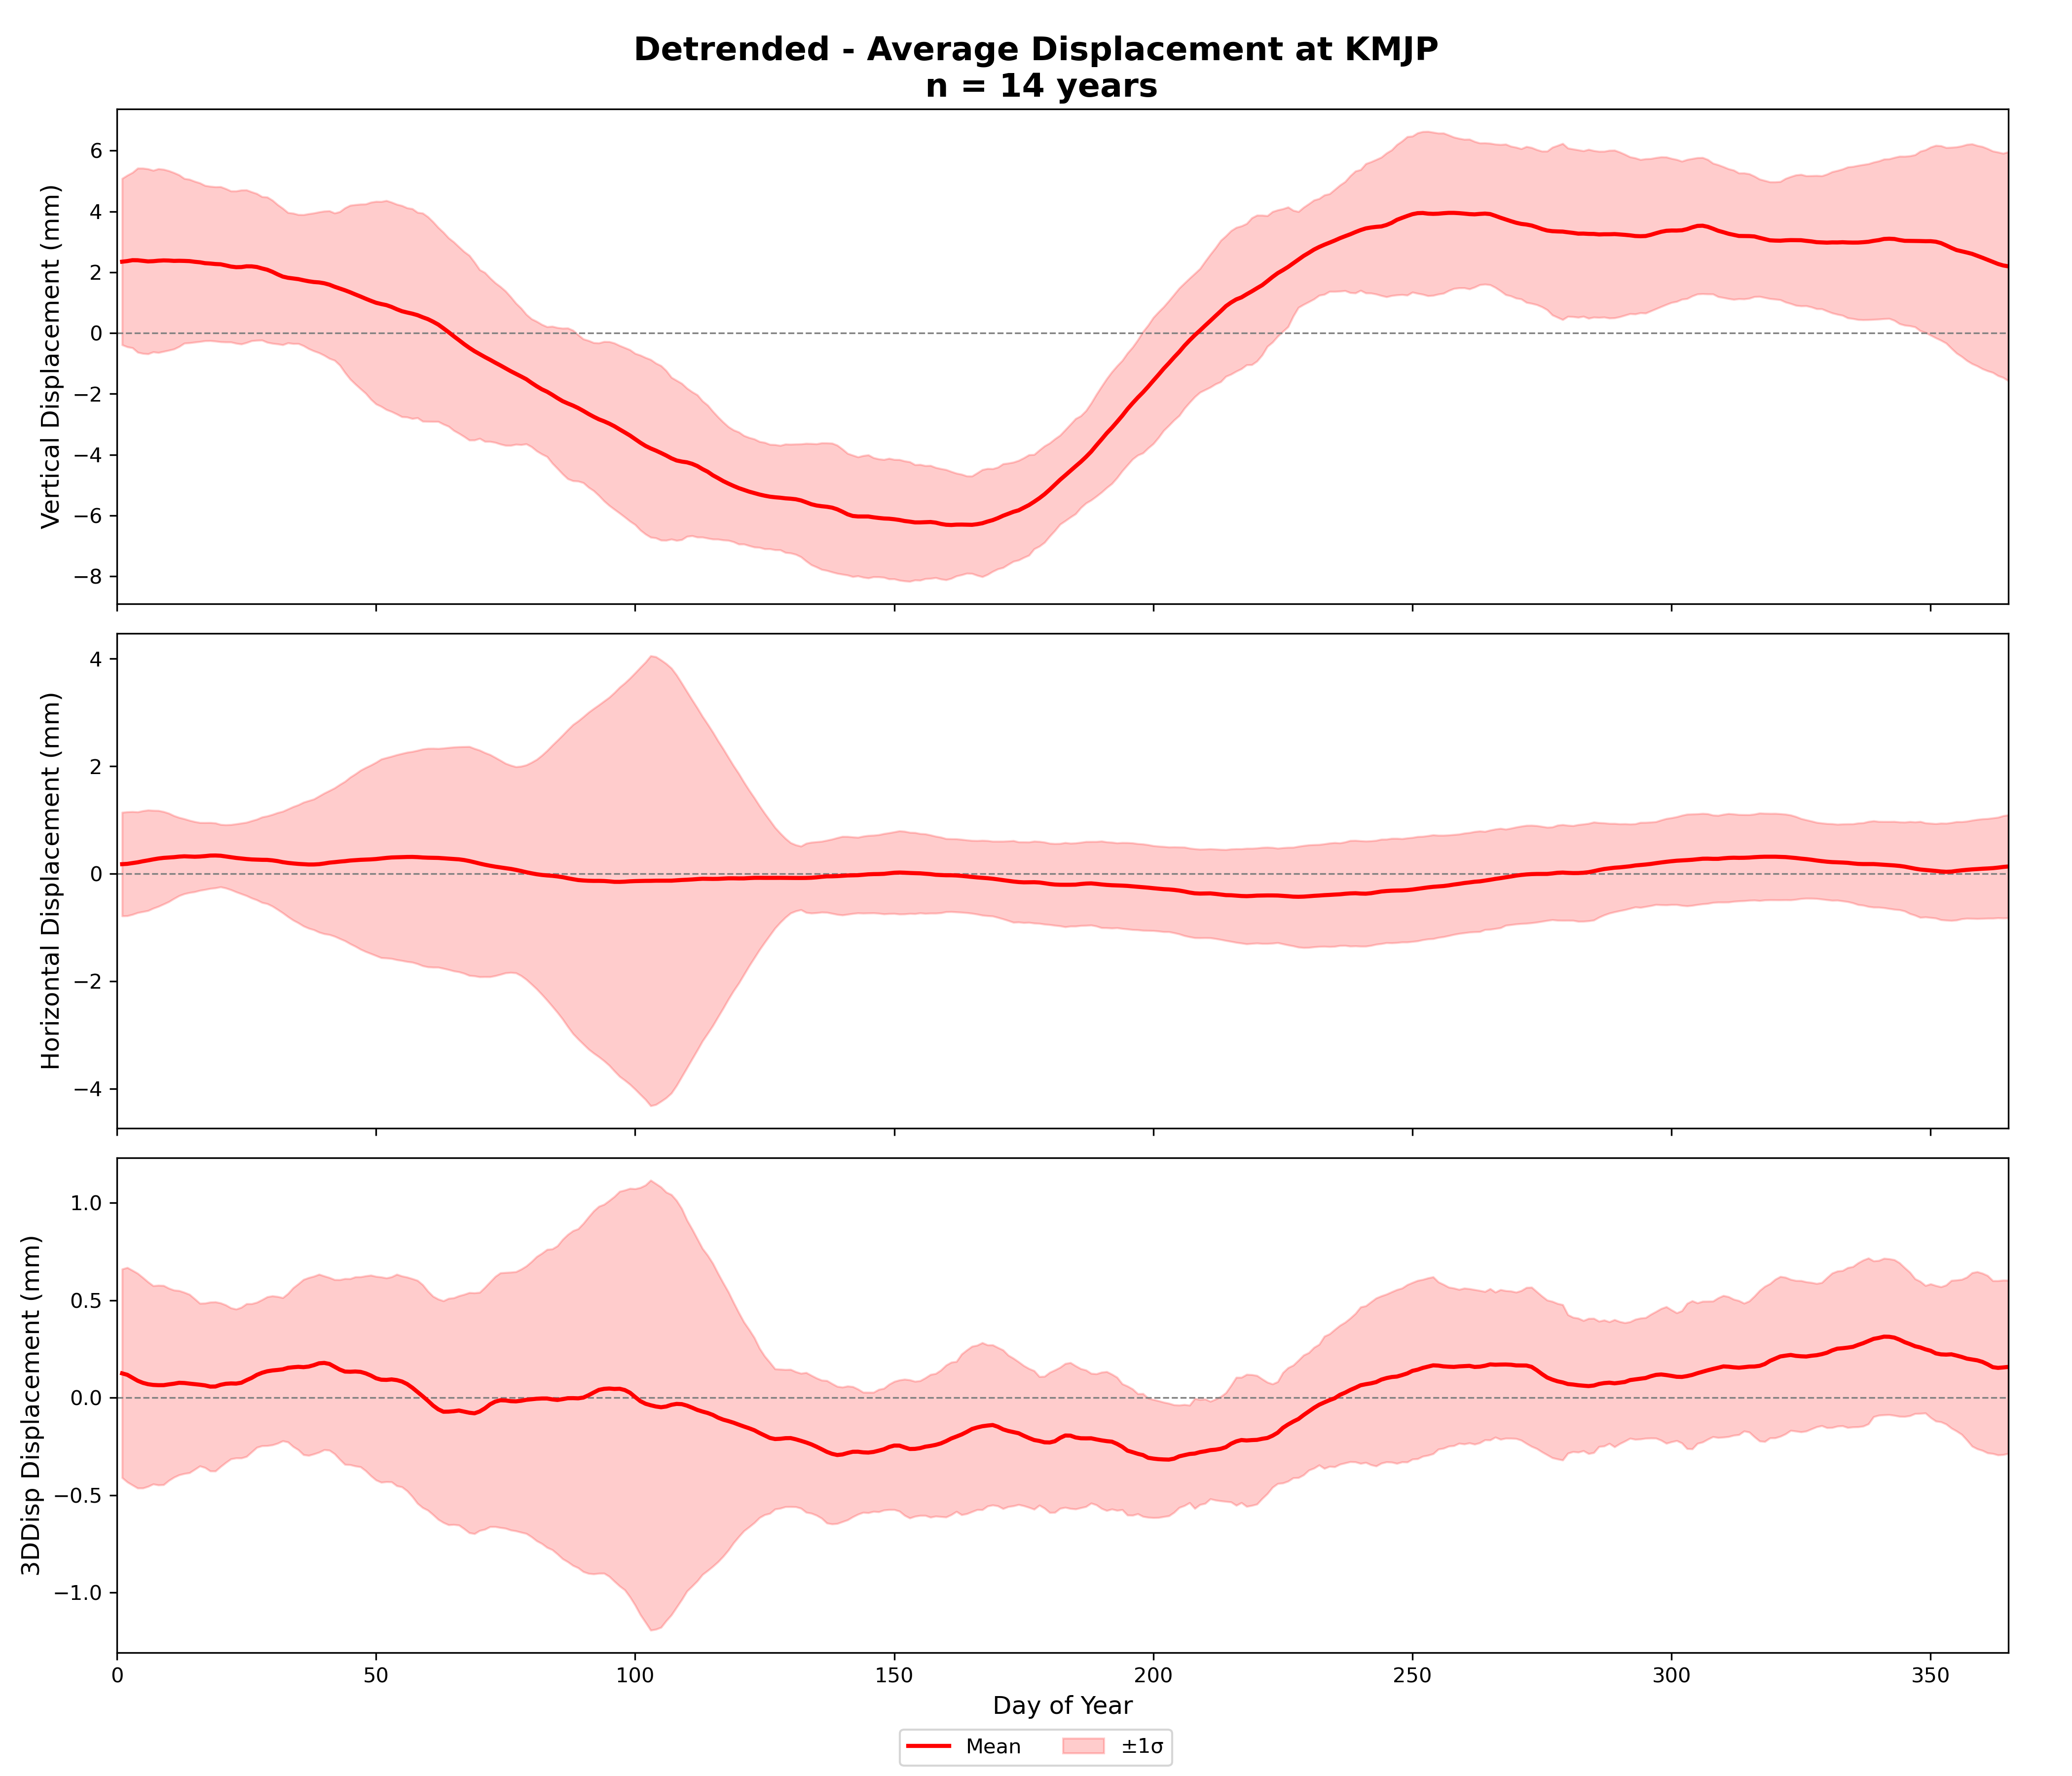 Detrended - Average Displacement at KMJP
n = 14 years
Vertical Displacement (mm)
6
4
2
0
−2
−4
−6
−8
Horizontal Displacement (mm)
4
2
0
−2
−4
3DDisp Displacement (mm)
1.0
0.5
0.0
−0.5
−1.0
0 50 100 150 200 250 300 350
Day of Year
Mean ±1σ